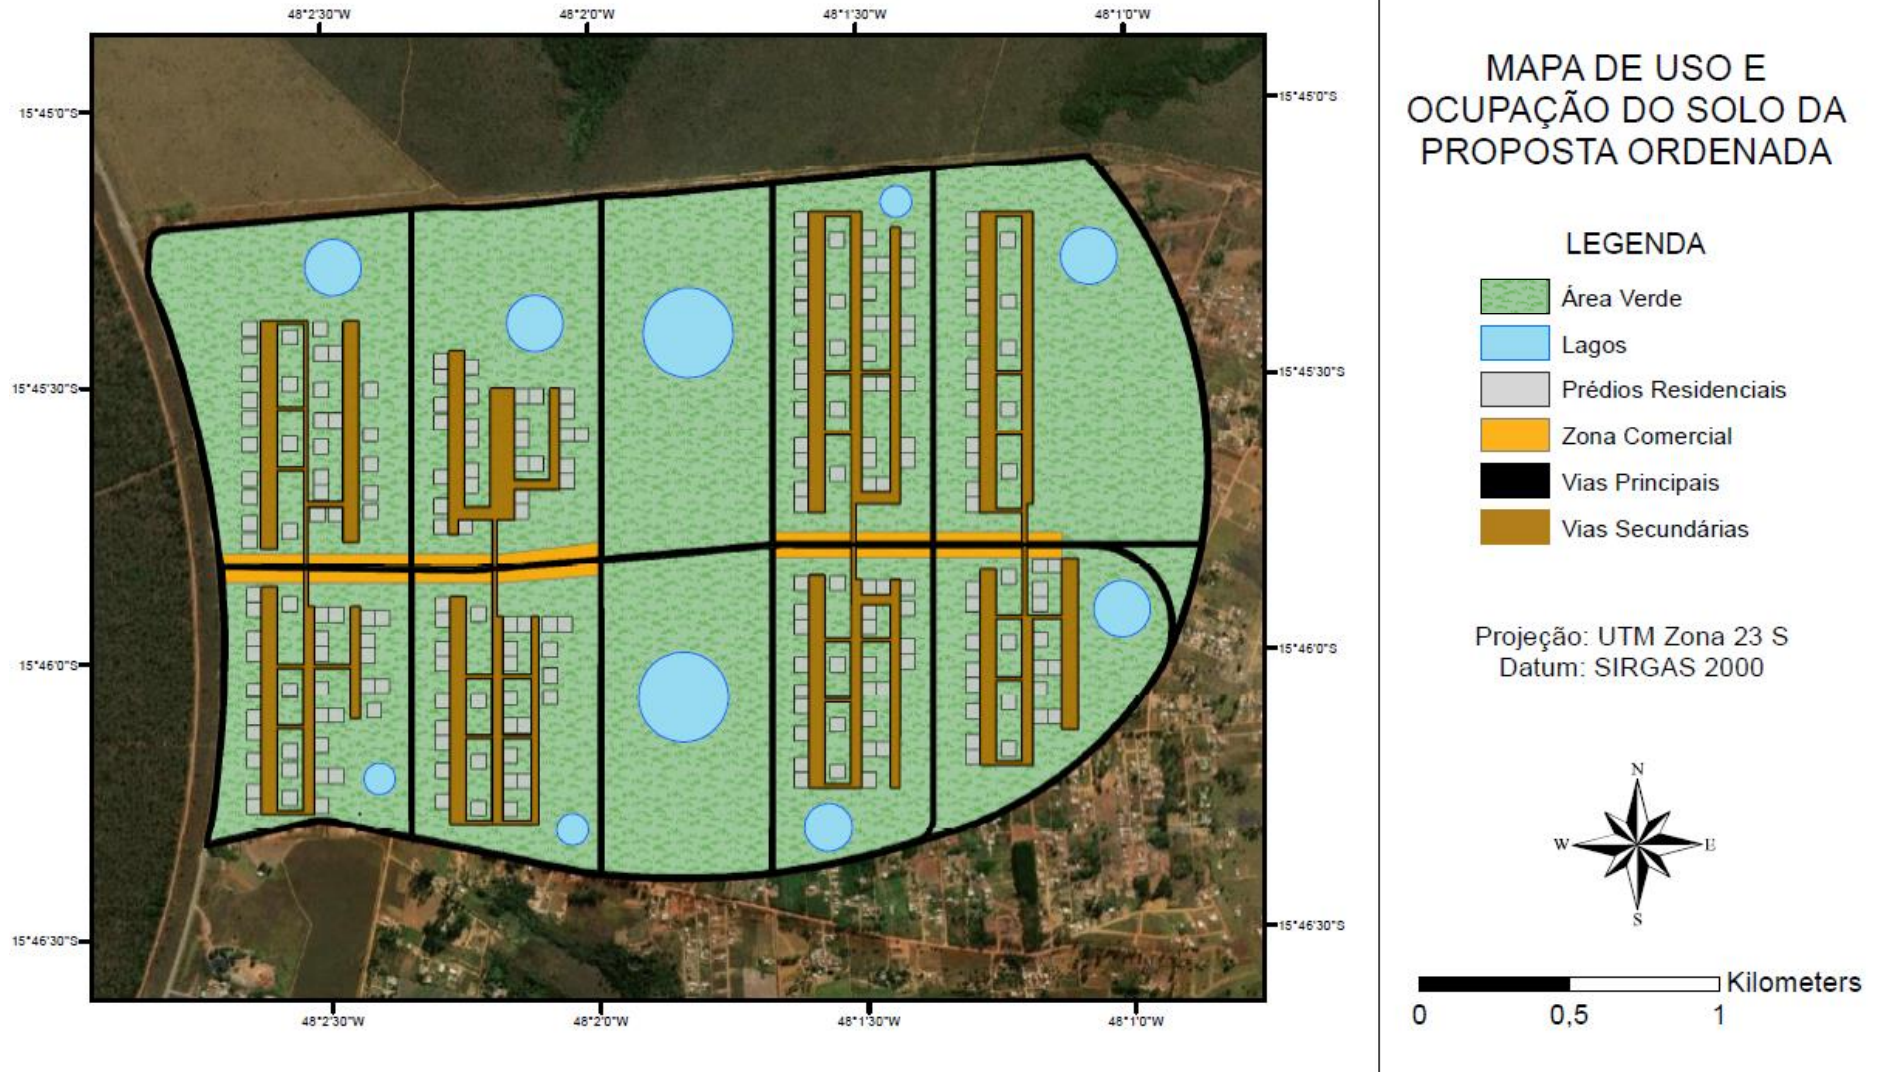 48°2'30"W
48°2'0"W
48°1'30"W
48°1'0"W
15°45'0"S
15°45'0"S
15°45'30"S
15°45'30"S
15°46'0"S
15°46'0"S
15°46'30"S
15°46'30"S
48°2'30"W
48°2'0"W
48°1'30"W
48°1'0"W
MAPA DE USO E
OCUPAÇÃO DO SOLO DA
PROPOSTA ORDENADA
LEGENDA
Área Verde
Lagos
Prédios Residenciais
Zona Comercial
Vias Principais
Vias Secundárias
Projeção: UTM Zona 23 S
Datum: SIRGAS 2000
N
W
E
S
Kilometers
0
0,5
1